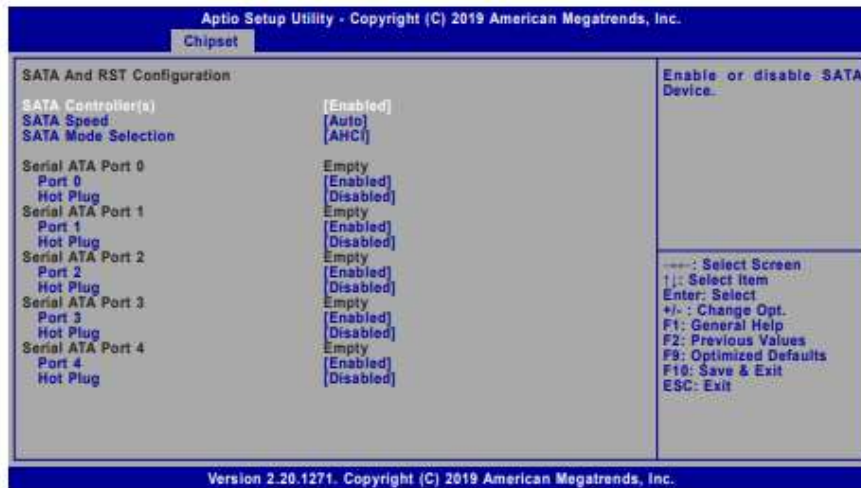 Aptio Setup Utility - Copyright (C) 2019 American Megatrends, Inc.
Chipset
SATA And RST Configuration
SATA Controller(s) [Enabled]
SATA Speed [Auto]
SATA Mode Selection [AHCI]
Serial ATA Port 0 Empty
Port 0 [Enabled]
Hot Plug [Disabled]
Serial ATA Port 1 Empty
Port 1 [Enabled]
Hot Plug [Disabled]
Serial ATA Port 2 Empty
Port 2 [Enabled]
Hot Plug [Disabled]
Serial ATA Port 3 Empty
Port 3 [Enabled]
Hot Plug [Disabled]
Serial ATA Port 4 Empty
Port 4 [Enabled]
Hot Plug [Disabled]
Enable or disable SATA
Device.
: Select Screen
↑↓: Select Item
Enter: Select
+/- : Change Opt.
F1: General Help
F2: Previous Values
F9: Optimized Defaults
F10: Save & Exit
ESC: Exit
Version 2.20.1271. Copyright (C) 2019 American Megatrends, Inc.